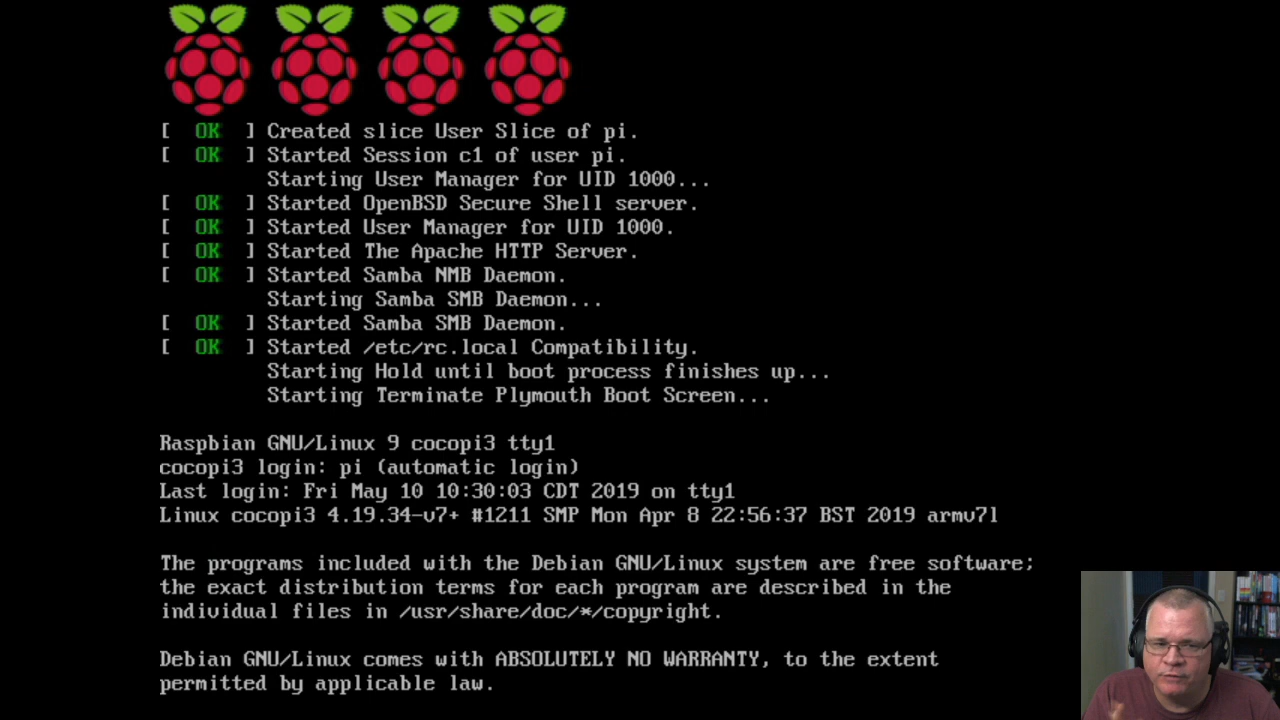 [ OK ] Created slice User Slice of pi.
[ OK ] Started Session c1 of user pi.
Starting User Manager for UID 1000...
[ OK ] Started OpenBSD Secure Shell server.
[ OK ] Started User Manager for UID 1000.
[ OK ] Started The Apache HTTP Server.
[ OK ] Started Samba NMB Daemon.
Starting Samba SMB Daemon...
[ OK ] Started Samba SMB Daemon.
[ OK ] Started /etc/rc.local Compatibility.
Starting Hold until boot process finishes up...
Starting Terminate Plymouth Boot Screen...
Raspbian GNU/Linux 9 cocopi3 tty1
cocopi3 login: pi (automatic login)
Last login: Fri May 10 10:30:03 CDT 2019 on tty1
Linux cocopi3 4.19.34-v7+ #1211 SMP Mon Apr 8 22:56:37 BST 2019 armv7l
The programs included with the Debian GNU/Linux system are free software;
the exact distribution terms for each program are described in the
individual files in /usr/share/doc/*/copyright.
Debian GNU/Linux comes with ABSOLUTELY NO WARRANTY, to the extent
permitted by applicable law.